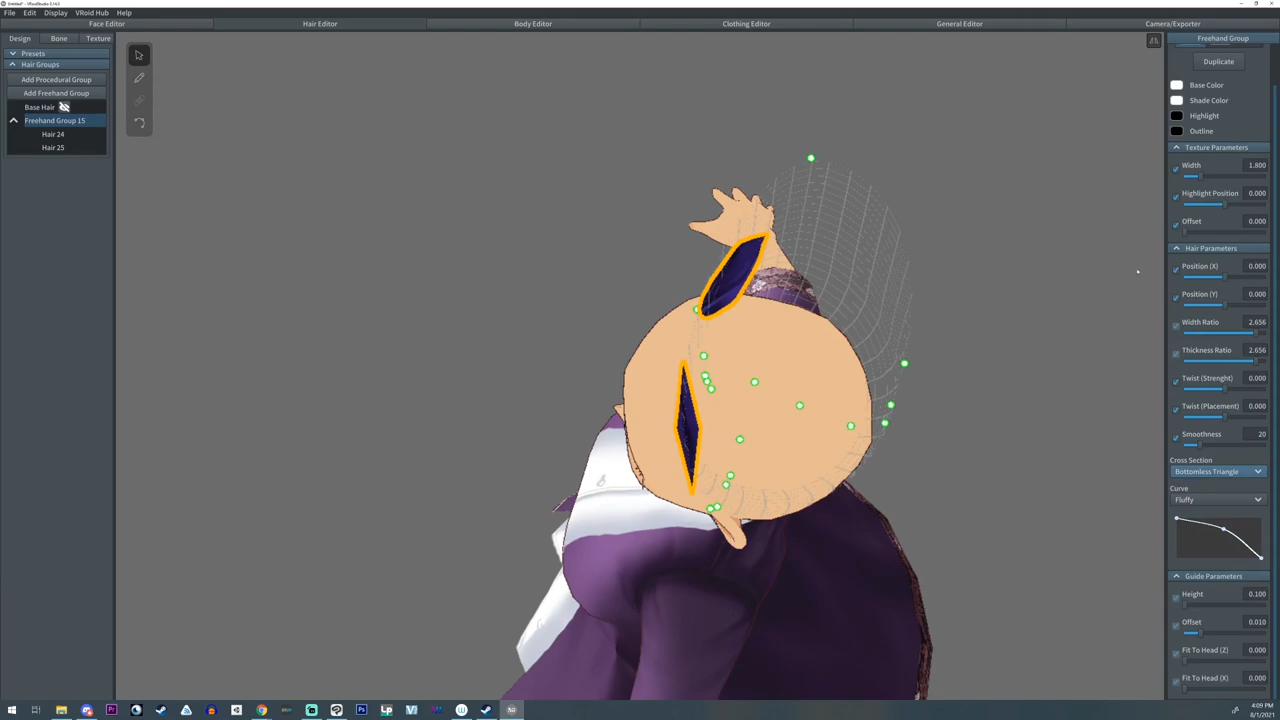 Untitled* - VRoidStudio 0.14.0
File Edit Display VRoid Hub Help
Face Editor Hair Editor Body Editor Clothing Editor General Editor Camera/Exporter
Design Bone Texture
Presets
Hair Groups
Add Procedural Group
Add Freehand Group
Base Hair
Freehand Group 15
Hair 24
Hair 25
Freehand Group
Duplicate
Base Color
Shade Color
Highlight
Outline
Texture Parameters
Width 1.800
Highlight Position 0.000
Offset 0.000
Hair Parameters
Position (X) 0.000
Position (Y) 0.000
Width Ratio 2.656
Thickness Ratio 2.656
Twist (Strenght) 0.000
Twist (Placement) 0.000
Smoothness 20
Cross Section
Bottomless Triangle
Curve
Fluffy
Guide Parameters
Height 0.100
Offset 0.010
Fit To Head (Z) 0.000
Fit To Head (X) 0.000
4:09 PM
8/1/2021